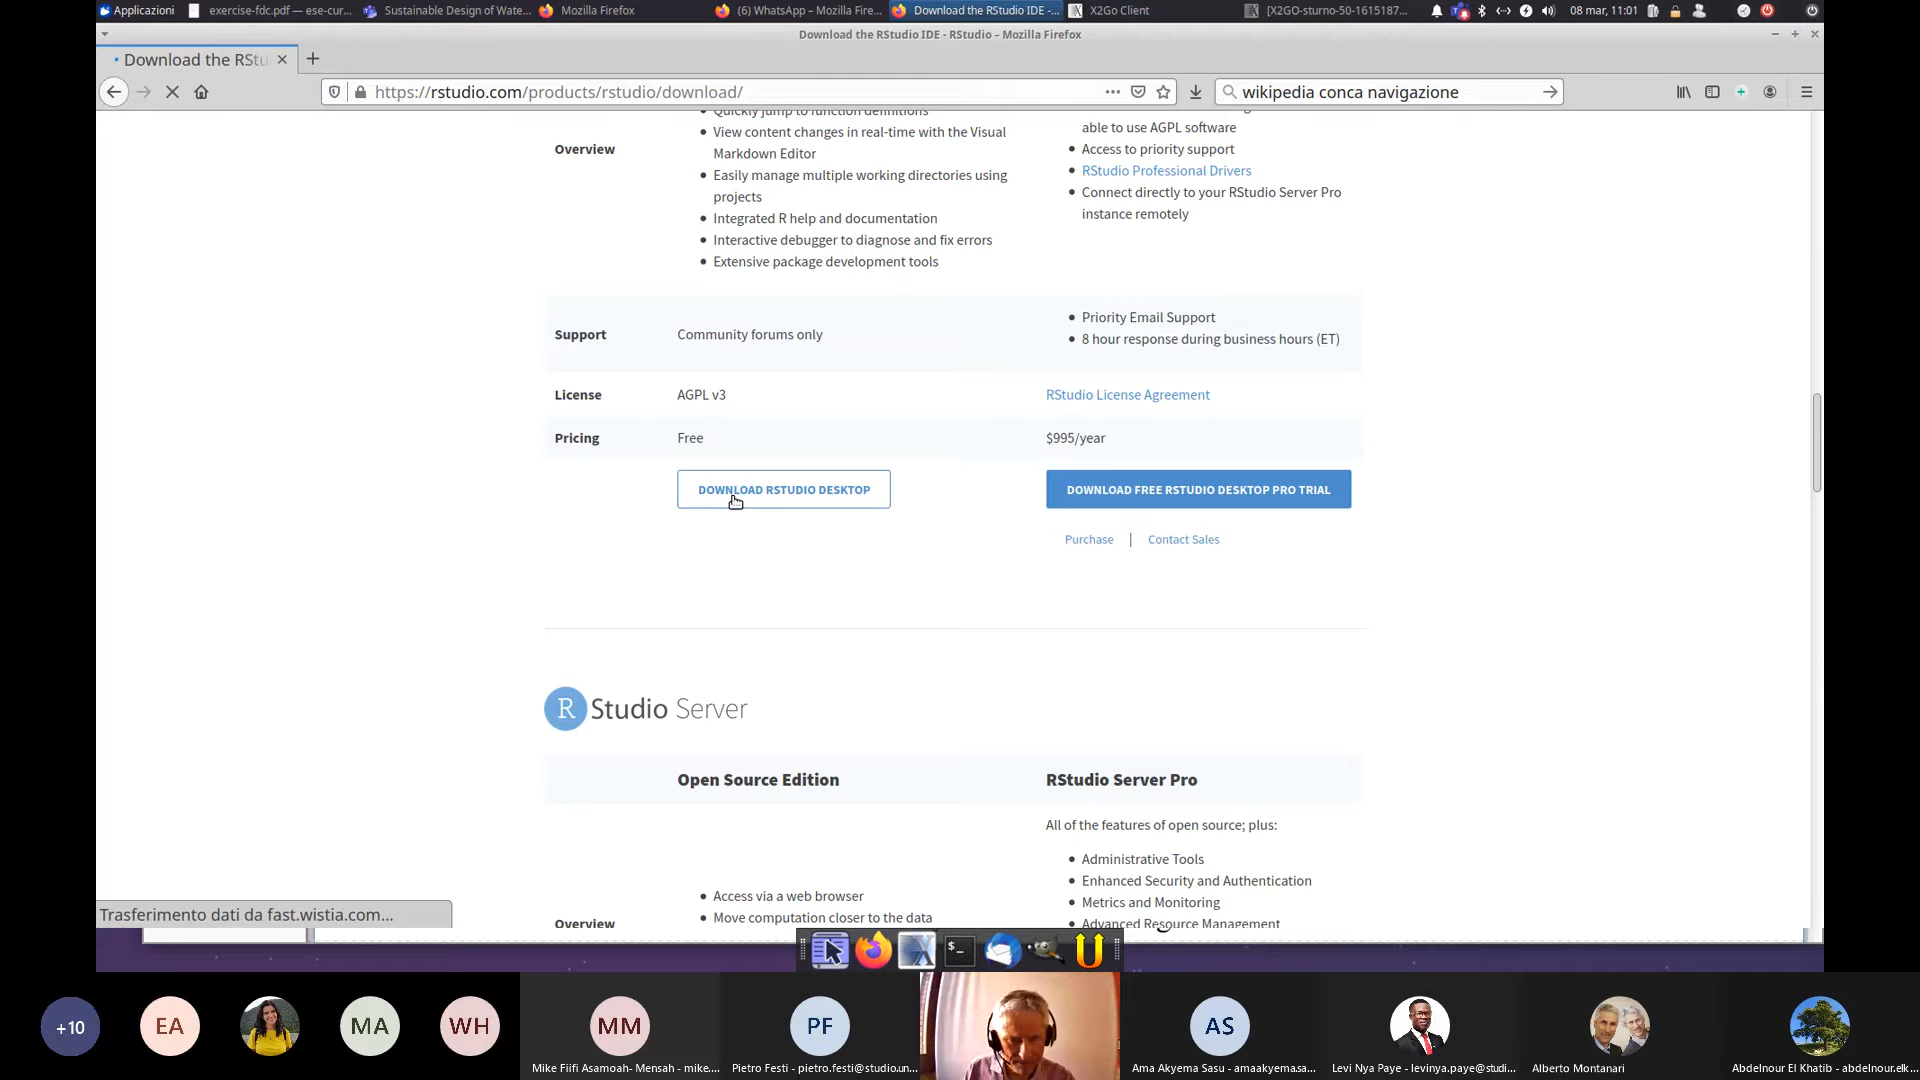 Applicazioni
exercise-fdc.pdf — ese-cur...
Sustainable Design of Wate...
Mozilla Firefox
(6) WhatsApp – Mozilla Fire...
Download the RStudio IDE -...
X2Go Client
[X2GO-sturno-50-1615187...
08 mar, 11:01
Download the RStudio IDE - RStudio – Mozilla Firefox
Download the RStu
https://rstudio.com/products/rstudio/download/
wikipedia conca navigazione
Quickly jump to function definitions
View content changes in real-time with the Visual
Markdown Editor
Easily manage multiple working directories using
projects
Integrated R help and documentation
Interactive debugger to diagnose and fix errors
Extensive package development tools
Overview
able to use AGPL software
Access to priority support
RStudio Professional Drivers
Connect directly to your RStudio Server Pro
instance remotely
Support
Community forums only
Priority Email Support
8 hour response during business hours (ET)
License
AGPL v3
RStudio License Agreement
Pricing
Free
$995/year
DOWNLOAD RSTUDIO DESKTOP
DOWNLOAD FREE RSTUDIO DESKTOP PRO TRIAL
Purchase | Contact Sales
R Studio Server
Open Source Edition
RStudio Server Pro
All of the features of open source; plus:
Administrative Tools
Enhanced Security and Authentication
Metrics and Monitoring
Advanced Resource Management
Overview
Access via a web browser
Move computation closer to the data
Trasferimento dati da fast.wistia.com...
+10
EA
MA
WH
MM
PF
AS
Mike Fiifi Asamoah- Mensah - mike....
Pietro Festi - pietro.festi@studio.un...
Ama Akyema Sasu - amaakyema.sa...
Levi Nya Paye - levinya.paye@studi...
Alberto Montanari
Abdelnour El Khatib - abdelnour.elk...